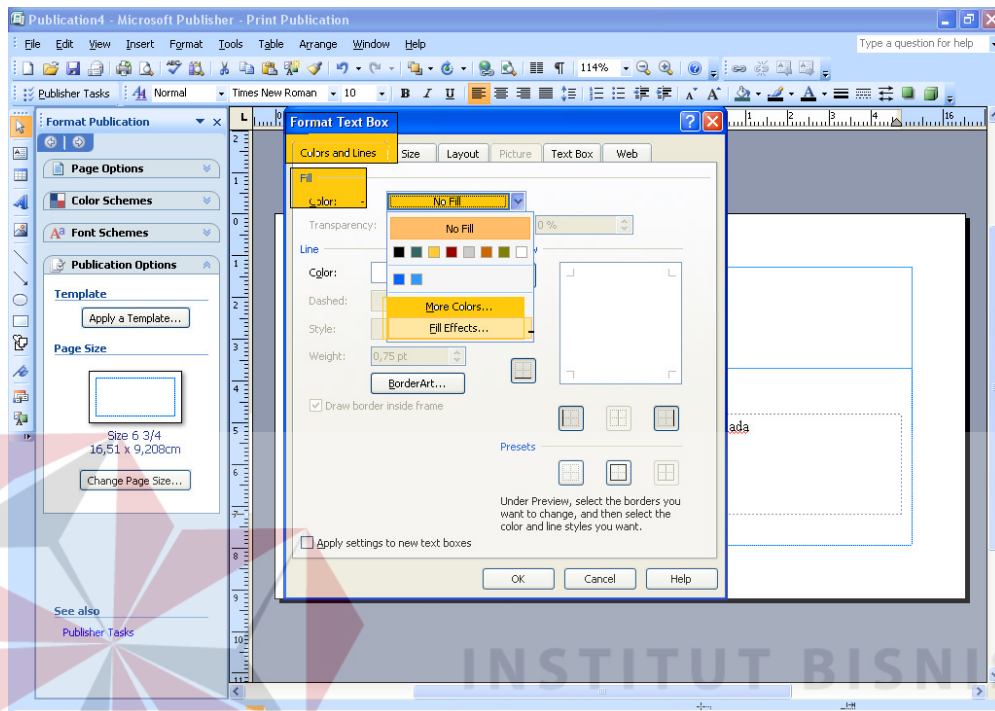 Publication4 - Microsoft Publisher - Print Publication
File Edit View Insert Format Tools Table Arrange Window Help Type a question for help
114%
Publisher Tasks Normal Times New Roman 10 B I U
Format Publication
Page Options
Color Schemes
Font Schemes
Publication Options
Template
Apply a Template...
Page Size
Size 6 3/4
16,51 x 9,208cm
Change Page Size...
See also
Publisher Tasks
Format Text Box
Colors and Lines Size Layout Picture Text Box Web
Fill
Color: No Fill
Transparency: 0 %
No Fill
Line
Color:
Dashed:
More Colors...
Style:
Fill Effects...
Weight: 0,75 pt
BorderArt...
Draw border inside frame
Presets
Under Preview, select the borders you
want to change, and then select the
color and line styles you want.
Apply settings to new text boxes
OK Cancel Help
ada
INSTITUT BISNI